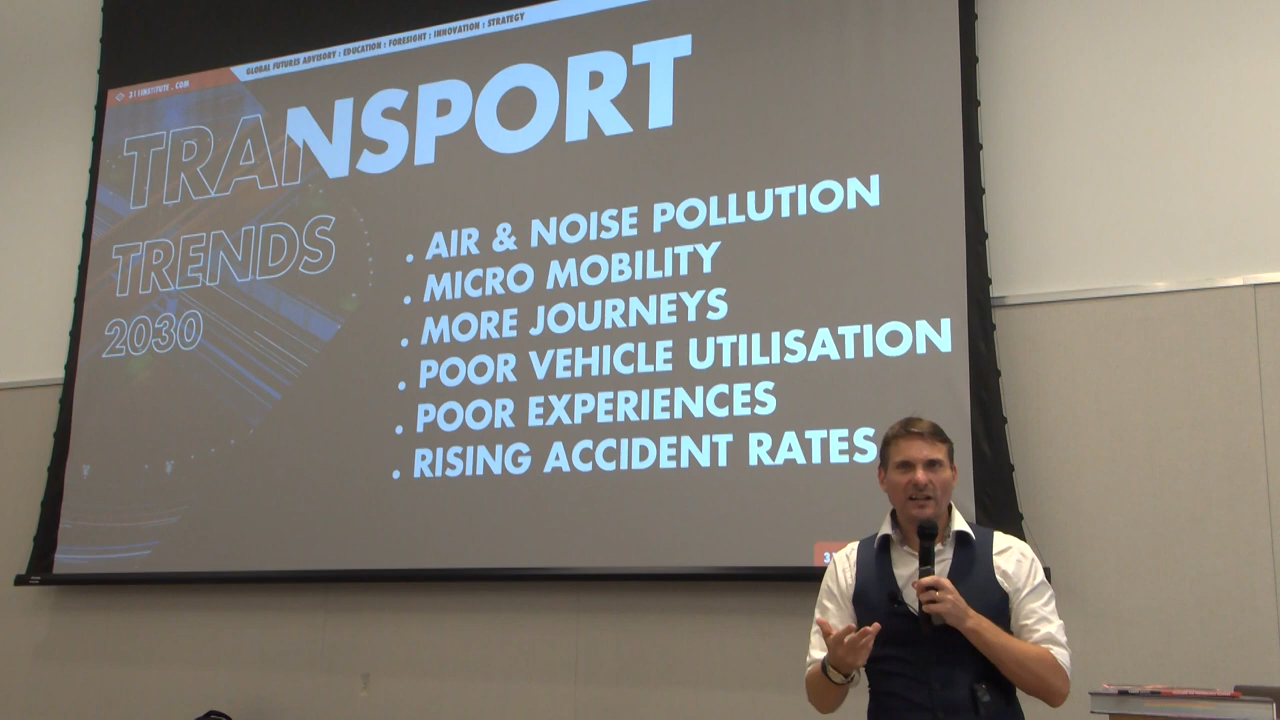 311INSTITUTE . COM
GLOBAL FUTURES ADVISORY : EDUCATION : FORESIGHT : INNOVATION : STRATEGY
TRANSPORT
TRENDS
2030
. AIR & NOISE POLLUTION
. MICRO MOBILITY
. MORE JOURNEYS
. POOR VEHICLE UTILISATION
. POOR EXPERIENCES
. RISING ACCIDENT RATES